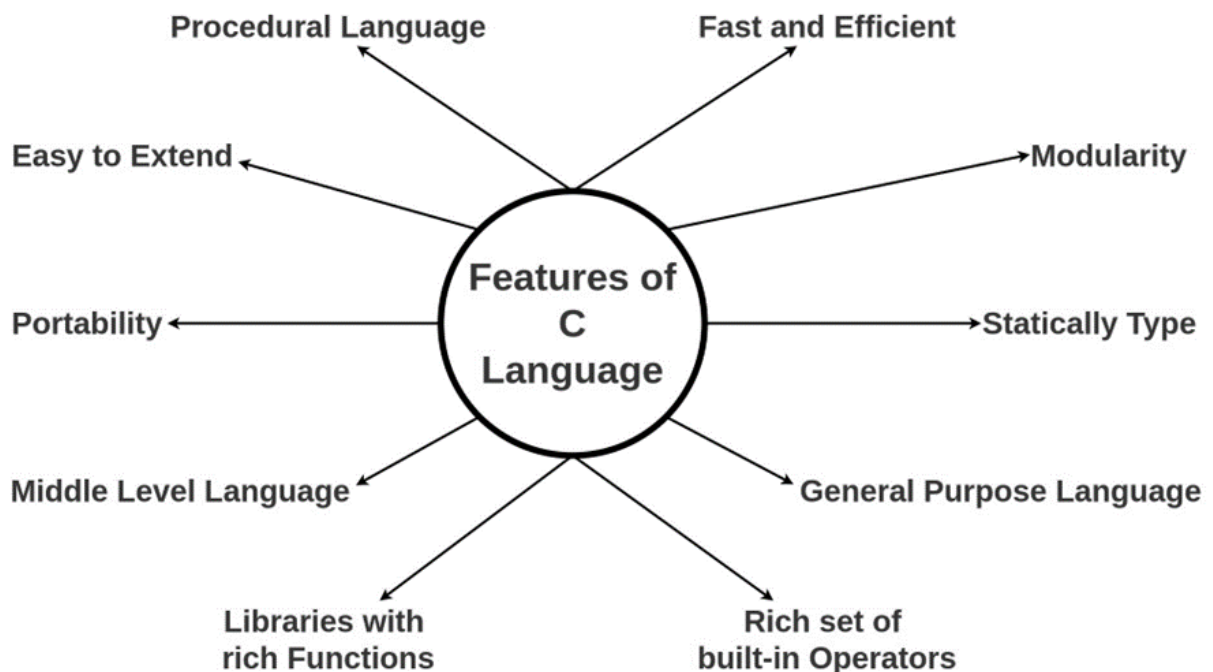 Procedural Language
Fast and Efficient
Easy to Extend
Modularity
Features of
C
Language
Portability
Statically Type
Middle Level Language
General Purpose Language
Libraries with
rich Functions
Rich set of
built-in Operators